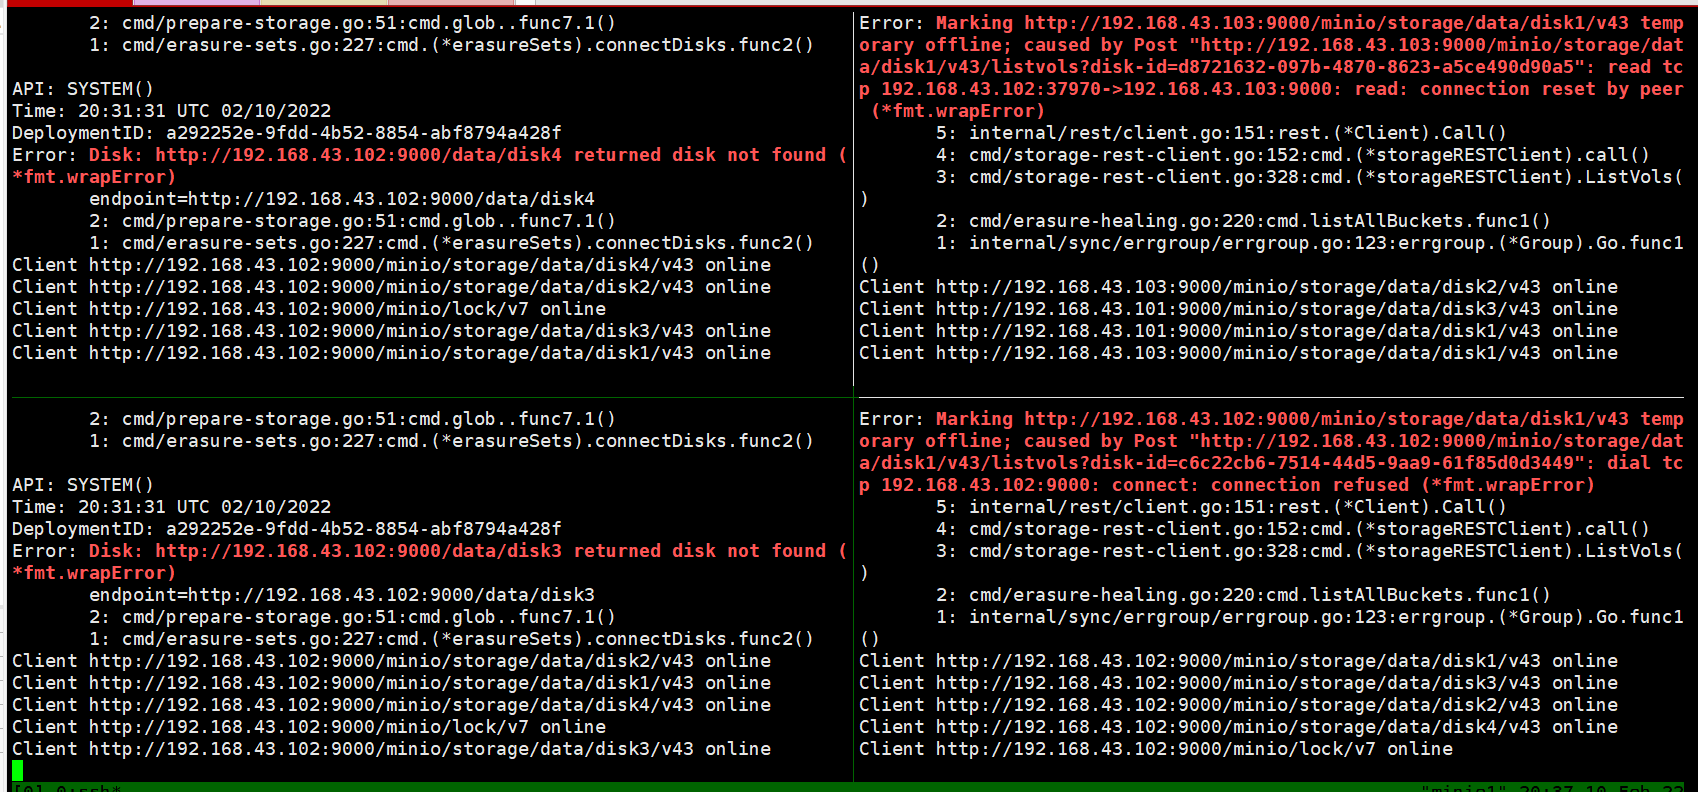 2: cmd/prepare-storage.go:51:cmd.glob..func7.1()
1: cmd/erasure-sets.go:227:cmd.(*erasureSets).connectDisks.func2()
API: SYSTEM()
Time: 20:31:31 UTC 02/10/2022
DeploymentID: a292252e-9fdd-4b52-8854-abf8794a428f
Error: Disk: http://192.168.43.102:9000/data/disk4 returned disk not found (
*fmt.wrapError)
endpoint=http://192.168.43.102:9000/data/disk4
2: cmd/prepare-storage.go:51:cmd.glob..func7.1()
1: cmd/erasure-sets.go:227:cmd.(*erasureSets).connectDisks.func2()
Client http://192.168.43.102:9000/minio/storage/data/disk4/v43 online
Client http://192.168.43.102:9000/minio/storage/data/disk2/v43 online
Client http://192.168.43.102:9000/minio/lock/v7 online
Client http://192.168.43.102:9000/minio/storage/data/disk3/v43 online
Client http://192.168.43.102:9000/minio/storage/data/disk1/v43 online
Error: Marking http://192.168.43.103:9000/minio/storage/data/disk1/v43 temp
orary offline; caused by Post "http://192.168.43.103:9000/minio/storage/dat
a/disk1/v43/listvols?disk-id=d8721632-097b-4870-8623-a5ce490d90a5": read tc
p 192.168.43.102:37970->192.168.43.103:9000: read: connection reset by peer
(*fmt.wrapError)
5: internal/rest/client.go:151:rest.(*Client).Call()
4: cmd/storage-rest-client.go:152:cmd.(*storageRESTClient).call()
3: cmd/storage-rest-client.go:328:cmd.(*storageRESTClient).ListVols(
)
2: cmd/erasure-healing.go:220:cmd.listAllBuckets.func1()
1: internal/sync/errgroup/errgroup.go:123:errgroup.(*Group).Go.func1
()
Client http://192.168.43.103:9000/minio/storage/data/disk2/v43 online
Client http://192.168.43.101:9000/minio/storage/data/disk3/v43 online
Client http://192.168.43.101:9000/minio/storage/data/disk1/v43 online
Client http://192.168.43.103:9000/minio/storage/data/disk1/v43 online
2: cmd/prepare-storage.go:51:cmd.glob..func7.1()
1: cmd/erasure-sets.go:227:cmd.(*erasureSets).connectDisks.func2()
API: SYSTEM()
Time: 20:31:31 UTC 02/10/2022
DeploymentID: a292252e-9fdd-4b52-8854-abf8794a428f
Error: Disk: http://192.168.43.102:9000/data/disk3 returned disk not found (
*fmt.wrapError)
endpoint=http://192.168.43.102:9000/data/disk3
2: cmd/prepare-storage.go:51:cmd.glob..func7.1()
1: cmd/erasure-sets.go:227:cmd.(*erasureSets).connectDisks.func2()
Client http://192.168.43.102:9000/minio/storage/data/disk2/v43 online
Client http://192.168.43.102:9000/minio/storage/data/disk1/v43 online
Client http://192.168.43.102:9000/minio/storage/data/disk4/v43 online
Client http://192.168.43.102:9000/minio/lock/v7 online
Client http://192.168.43.102:9000/minio/storage/data/disk3/v43 online
Error: Marking http://192.168.43.102:9000/minio/storage/data/disk1/v43 temp
orary offline; caused by Post "http://192.168.43.102:9000/minio/storage/dat
a/disk1/v43/listvols?disk-id=c6c22cb6-7514-44d5-9aa9-61f85d0d3449": dial tc
p 192.168.43.102:9000: connect: connection refused (*fmt.wrapError)
5: internal/rest/client.go:151:rest.(*Client).Call()
4: cmd/storage-rest-client.go:152:cmd.(*storageRESTClient).call()
3: cmd/storage-rest-client.go:328:cmd.(*storageRESTClient).ListVols(
)
2: cmd/erasure-healing.go:220:cmd.listAllBuckets.func1()
1: internal/sync/errgroup/errgroup.go:123:errgroup.(*Group).Go.func1
()
Client http://192.168.43.102:9000/minio/storage/data/disk1/v43 online
Client http://192.168.43.102:9000/minio/storage/data/disk3/v43 online
Client http://192.168.43.102:9000/minio/storage/data/disk2/v43 online
Client http://192.168.43.102:9000/minio/storage/data/disk4/v43 online
Client http://192.168.43.102:9000/minio/lock/v7 online
[0] 0:ssh* "minio1" 20:37 10-Feb-22